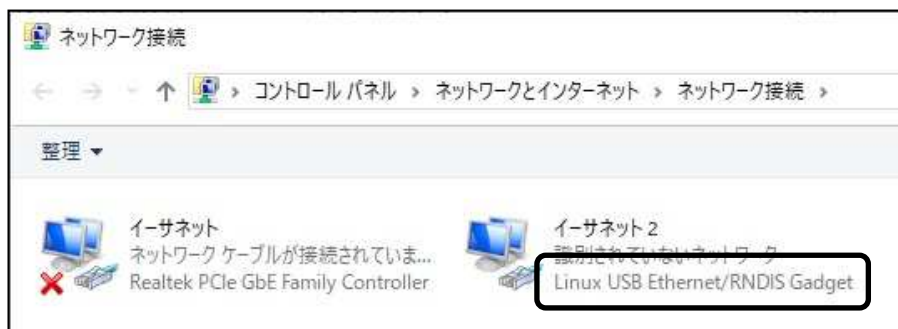 ネットワーク接続
コントロール パネル › ネットワークとインターネット › ネットワーク接続 ›
整理
イーサネット
ネットワーク ケーブルが接続されていま...
Realtek PCIe GbE Family Controller
イーサネット 2
識別されていないネットワーク
Linux USB Ethernet/RNDIS Gadget